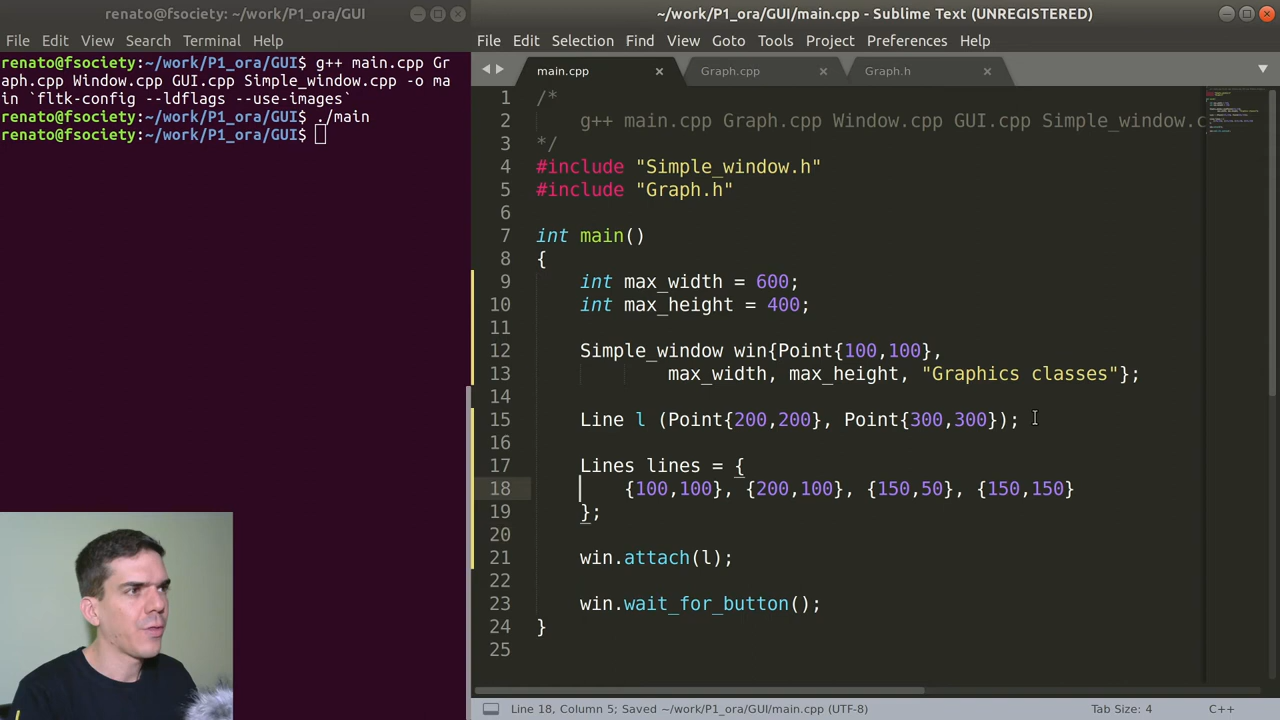 renato@fsociety: ~/work/P1_ora/GUI
File Edit View Search Terminal Help
renato@fsociety:~/work/P1_ora/GUI$ g++ main.cpp Gr
aph.cpp Window.cpp GUI.cpp Simple_window.cpp -o ma
in `fltk-config --ldflags --use-images`
renato@fsociety:~/work/P1_ora/GUI$ ./main
renato@fsociety:~/work/P1_ora/GUI$
~/work/P1_ora/GUI/main.cpp - Sublime Text (UNREGISTERED)
File Edit Selection Find View Goto Tools Project Preferences Help
main.cpp Graph.cpp Graph.h
1 /*
2 g++ main.cpp Graph.cpp Window.cpp GUI.cpp Simple_window.c
3 */
4 #include "Simple_window.h"
5 #include "Graph.h"
6
7 int main()
8 {
9 int max_width = 600;
10 int max_height = 400;
11
12 Simple_window win{Point{100,100},
13 max_width, max_height, "Graphics classes"};
14
15 Line l (Point{200,200}, Point{300,300});
16
17 Lines lines = {
18 {100,100}, {200,100}, {150,50}, {150,150}
19 };
20
21 win.attach(l);
22
23 win.wait_for_button();
24 }
25
Line 18, Column 5; Saved ~/work/P1_ora/GUI/main.cpp (UTF-8) Tab Size: 4 C++